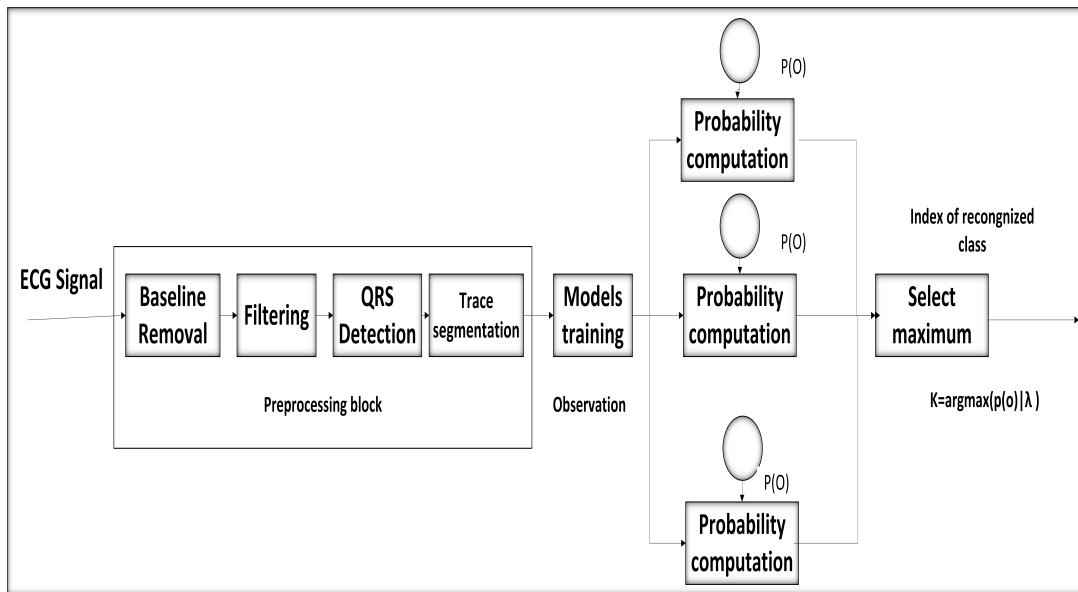 ECG Signal
Baseline
Removal
Filtering
QRS
Detection
Trace
segmentation
Preprocessing block
Models
training
Observation
P(O)
Probability
computation
P(O)
Probability
computation
P(O)
Probability
computation
Select
maximum
Index of recongnized
class
K=argmax(p(o)|λ )